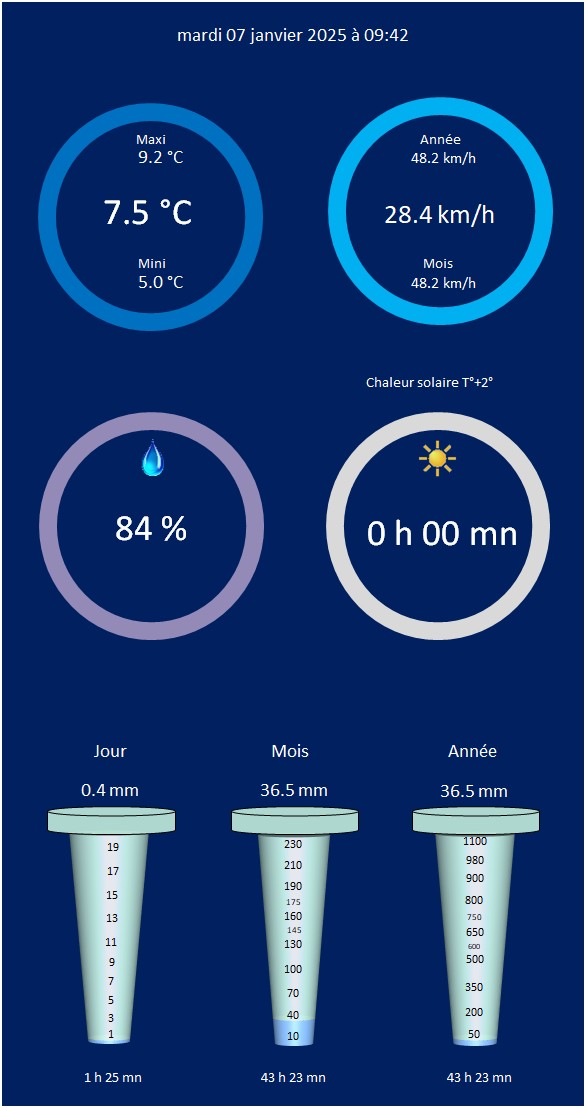 mardi 07 janvier 2025 à 09:42
Maxi
9.2 °C
7.5 °C
Mini
5.0 °C
Année
48.2 km/h
28.4 km/h
Mois
48.2 km/h
Chaleur solaire T°+2°
84 %
0 h 00 mn
Jour
Mois
Année
0.4 mm
36.5 mm
36.5 mm
19
17
15
13
11
9
7
5
3
1
230
210
190
175
160
145
130
100
70
40
10
1100
980
900
800
750
650
600
500
350
200
50
1 h 25 mn
43 h 23 mn
43 h 23 mn